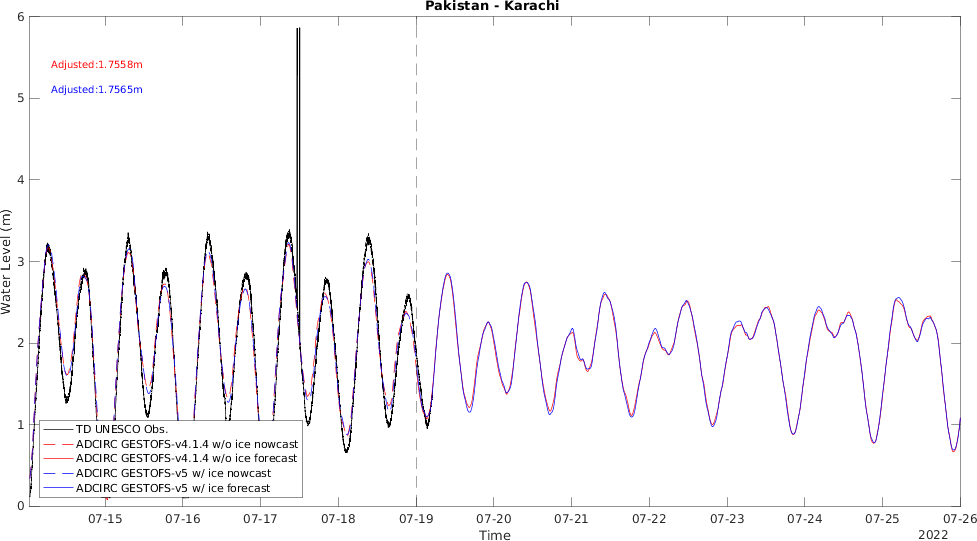 Pakistan - Karachi
6
Adjusted:1.7558m
Adjusted:1.7565m
5
4
3
2
1
0
Water Level (m)
TD UNESCO Obs.
ADCIRC GESTOFS-v4.1.4 w/o ice nowcast
ADCIRC GESTOFS-v4.1.4 w/o ice forecast
ADCIRC GESTOFS-v5 w/ ice nowcast
ADCIRC GESTOFS-v5 w/ ice forecast
07-15 07-16 07-17 07-18 07-19 07-20 07-21 07-22 07-23 07-24 07-25 07-26
Time
2022